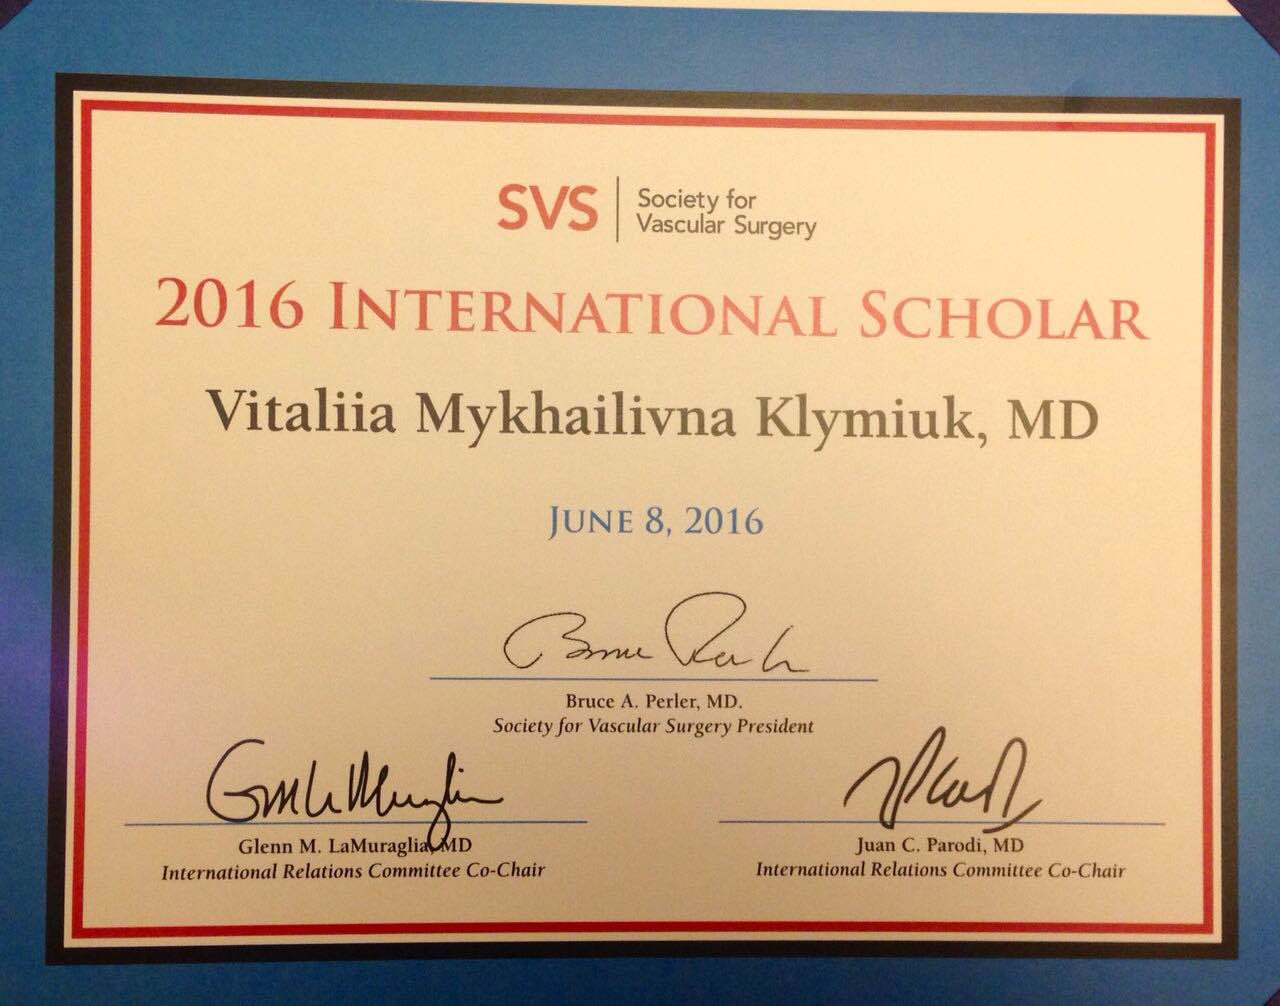 SVS
Society for
Vascular Surgery
2016 INTERNATIONAL SCHOLAR
Vitaliia Mykhailivna Klymiuk, MD
JUNE 8, 2016
Bruce A. Perler, MD.
Society for Vascular Surgery President
Glenn M. LaMuraglia, MD
International Relations Committee Co-Chair
Juan C. Parodi, MD
International Relations Committee Co-Chair